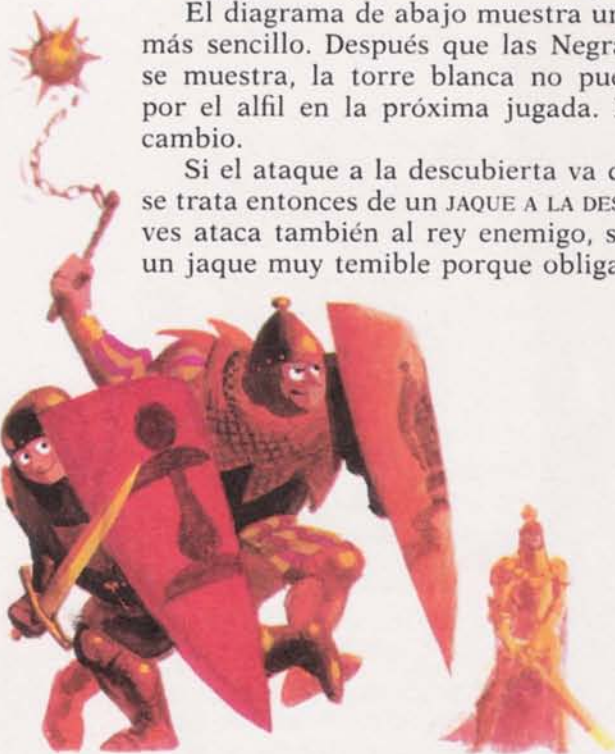 El diagrama de abajo muestra un
más sencillo. Después que las Negra
se muestra, la torre blanca no pue
por el alfil en la próxima jugada.
cambio.
Si el ataque a la descubierta va
se trata entonces de un JAQUE A LA DES
ves ataca también al rey enemigo, s
un jaque muy temible porque obliga